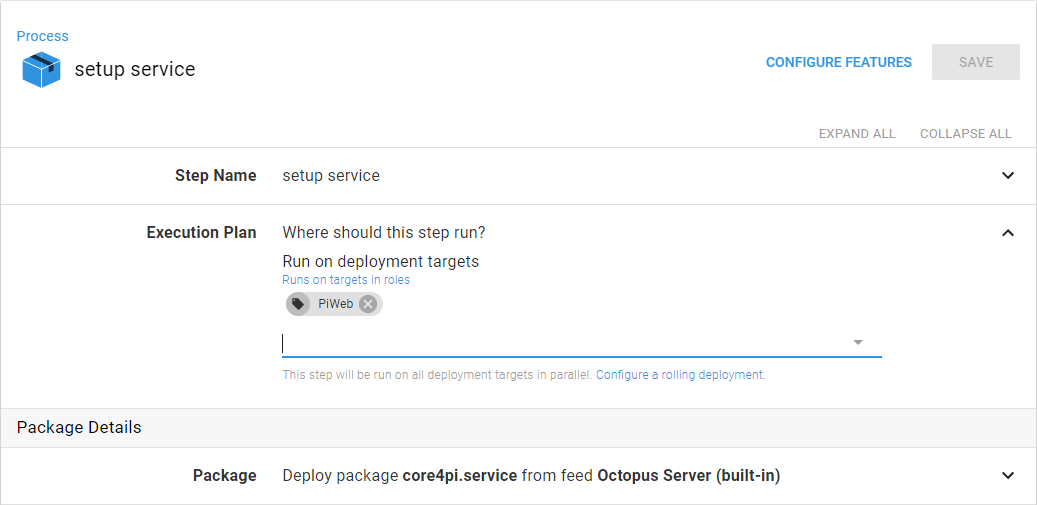 Process
setup service
CONFIGURE FEATURES
SAVE
EXPAND ALL
COLLAPSE ALL
Step Name
setup service
Execution Plan
Where should this step run?
Run on deployment targets
Runs on targets in roles
PiWeb
This step will be run on all deployment targets in parallel. Configure a rolling deployment.
Package Details
Package
Deploy package core4pi.service from feed Octopus Server (built-in)